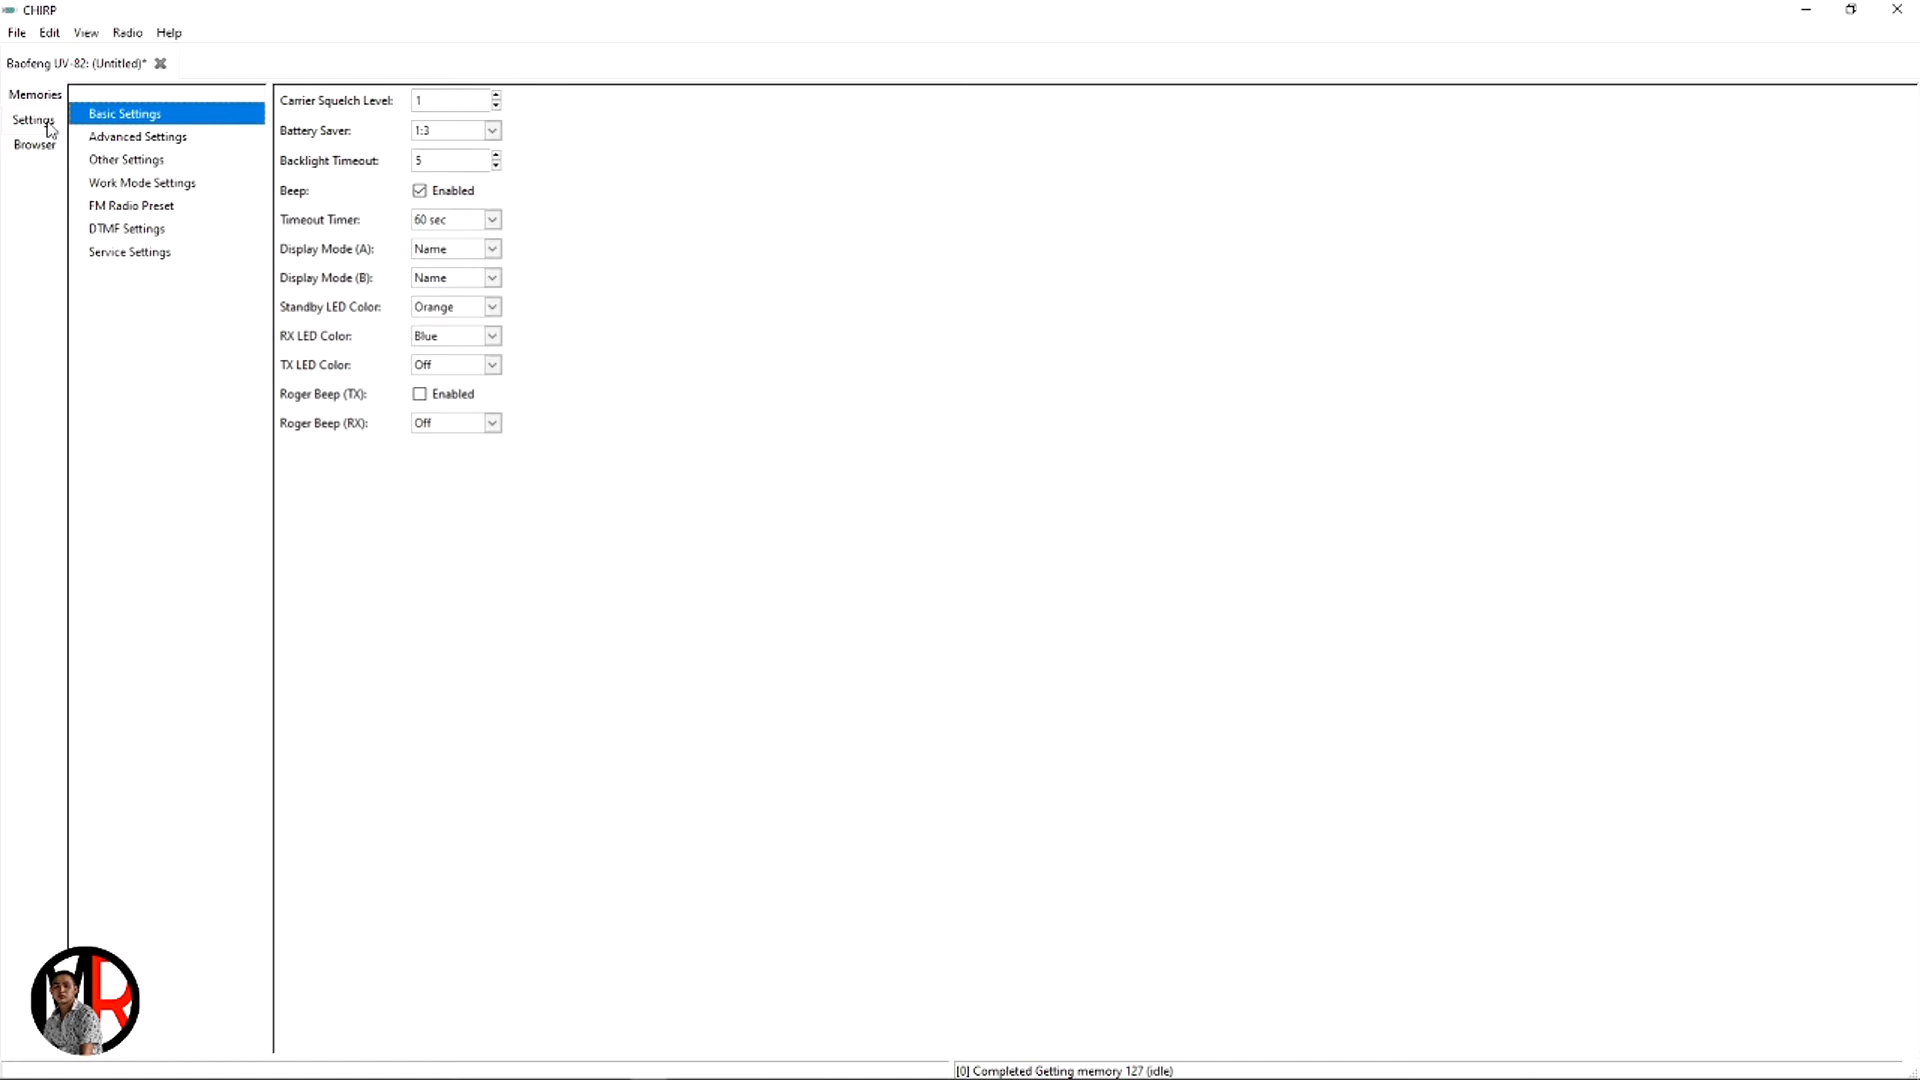 CHIRP
File Edit View Radio Help
Baofeng UV-82: (Untitled)*
Memories
Settings
Browser
Basic Settings
Advanced Settings
Other Settings
Work Mode Settings
FM Radio Preset
DTMF Settings
Service Settings
Carrier Squelch Level: 1
Battery Saver: 1:3
Backlight Timeout: 5
Beep: Enabled
Timeout Timer: 60 sec
Display Mode (A): Name
Display Mode (B): Name
Standby LED Color: Orange
RX LED Color: Blue
TX LED Color: Off
Roger Beep (TX): Enabled
Roger Beep (RX): Off
[0] Completed Getting memory 127 (idle)